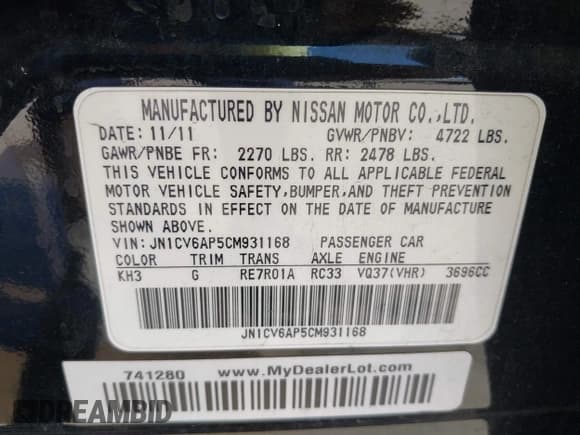 MANUFACTURED BY NISSAN MOTOR CO.,LTD.
DATE: 11/11 GVWR/PNBV: 4722 LBS.
GAWR/PNBE FR: 2270 LBS. RR: 2478 LBS.
THIS VEHICLE CONFORMS TO ALL APPLICABLE FEDERAL
MOTOR VEHICLE SAFETY,BUMPER,AND THEFT PREVENTION
STANDARDS IN EFFECT ON THE DATE OF MANUFACTURE
SHOWN ABOVE.
VIN: JN1CV6AP5CM931168 PASSENGER CAR
COLOR TRIM TRANS AXLE ENGINE
KH3 G RE7R01A RC33 VQ37(VHR) 3696CC
JN1CV6AP5CM931168
741280 www.MyDealerLot.com
DREAMBID